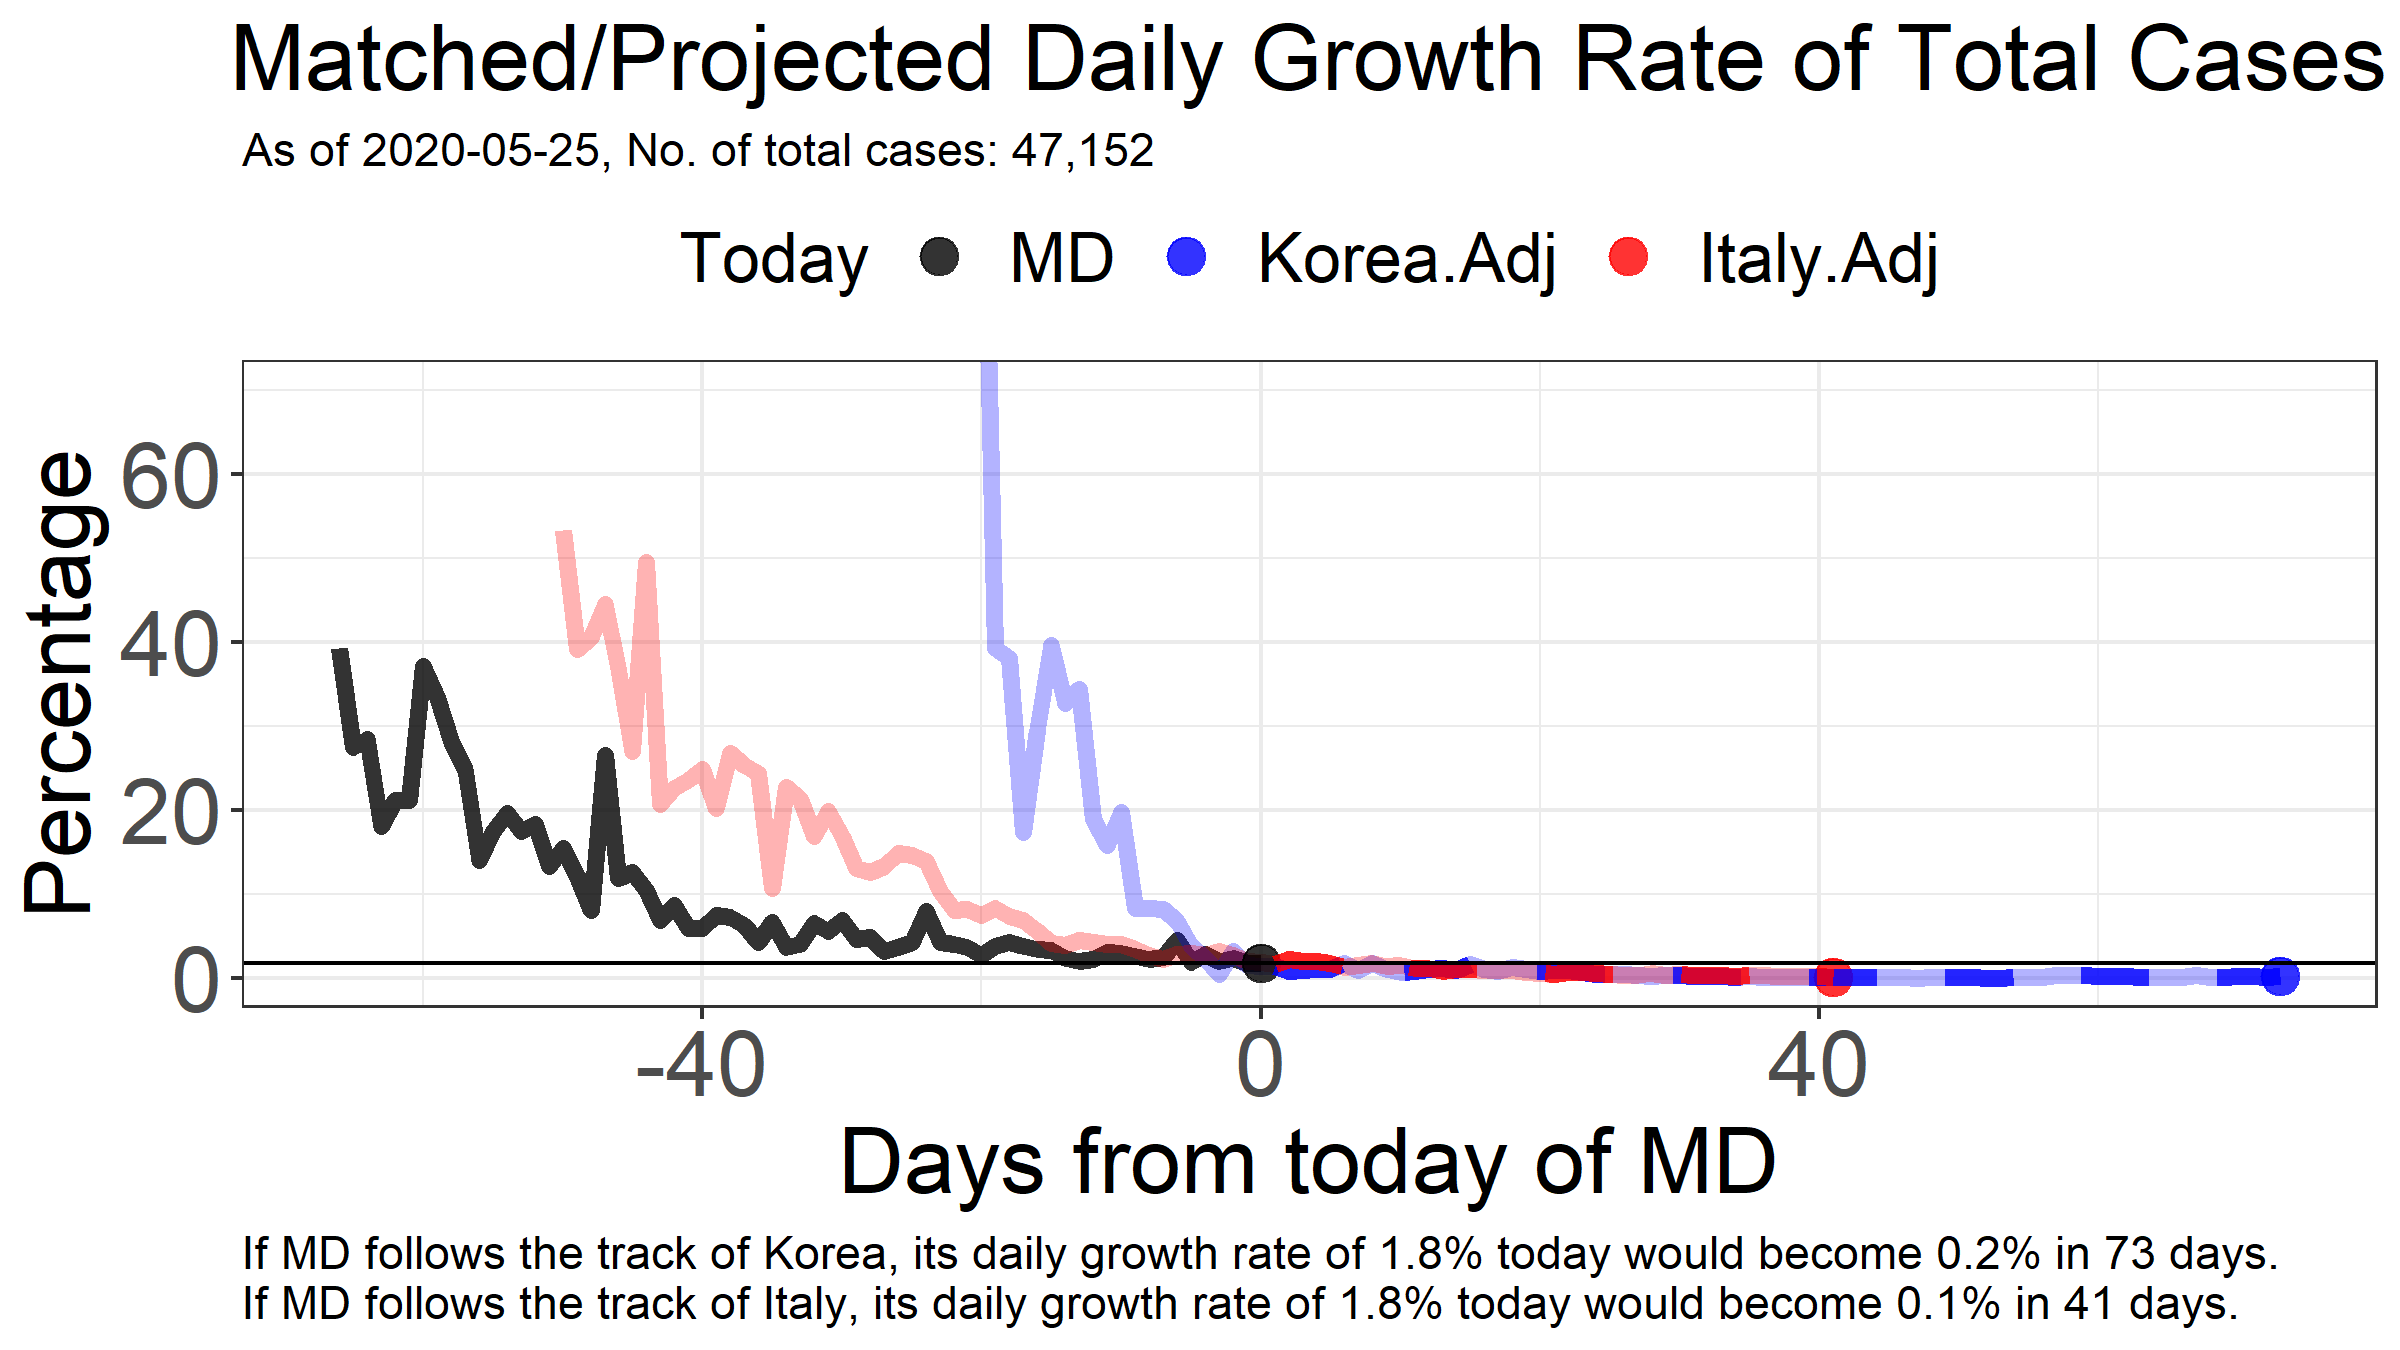 Matched/Projected Daily Growth Rate of Total Cases
As of 2020-05-25, No. of total cases: 47,152
Today MD Korea.Adj Italy.Adj
Percentage
60
40
20
0
-40 0 40
Days from today of MD
If MD follows the track of Korea, its daily growth rate of 1.8% today would become 0.2% in 73 days.
If MD follows the track of Italy, its daily growth rate of 1.8% today would become 0.1% in 41 days.